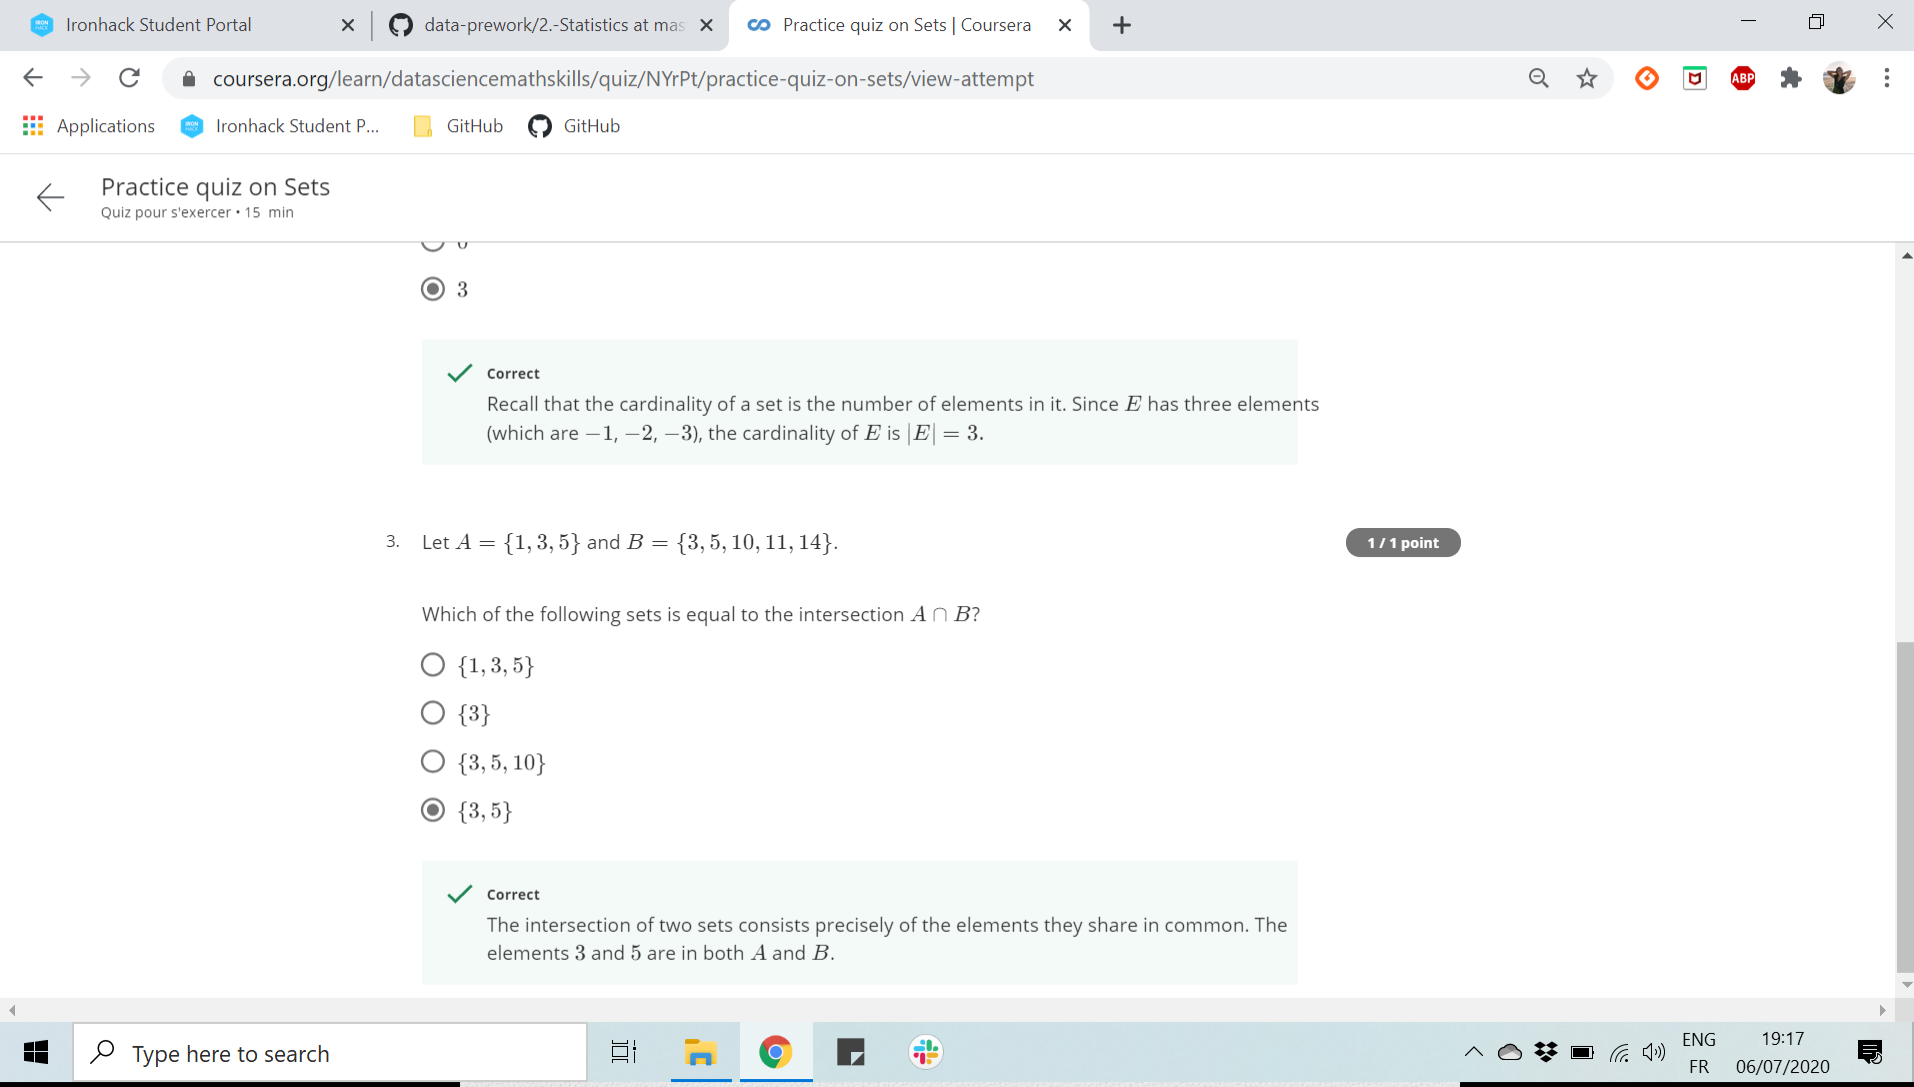 Ironhack Student Portal
data-prework/2.-Statistics at mas
Practice quiz on Sets | Coursera
coursera.org/learn/datasciencemathskills/quiz/NYrPt/practice-quiz-on-sets/view-attempt
ABP
Applications
Ironhack Student P...
GitHub
GitHub
Practice quiz on Sets
Quiz pour s'exercer • 15 min
3
Correct
Recall that the cardinality of a set is the number of elements in it. Since E has three elements
(which are −1, −2, −3), the cardinality of E is |E| = 3.
3. Let A = {1, 3, 5} and B = {3, 5, 10, 11, 14}.
1 / 1 point
Which of the following sets is equal to the intersection A ∩ B?
{1, 3, 5}
{3}
{3, 5, 10}
{3, 5}
Correct
The intersection of two sets consists precisely of the elements they share in common. The
elements 3 and 5 are in both A and B.
Type here to search
ENG
FR
19:17
06/07/2020